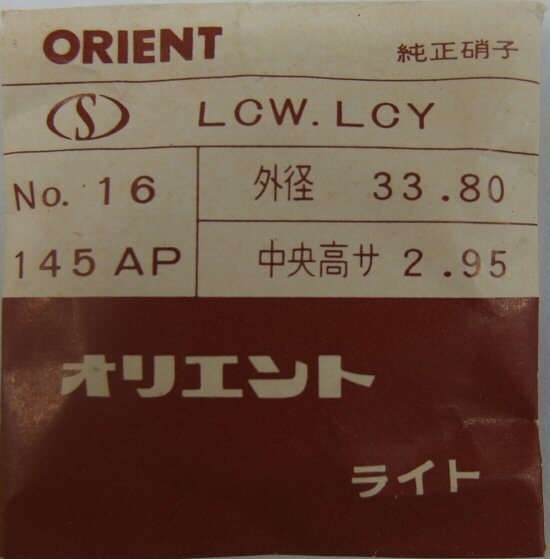 ORIENT 純正硝子
S LCW. LCY
No. 16 外径 33.80
145 AP 中央高サ 2.95
オリエント
ライト